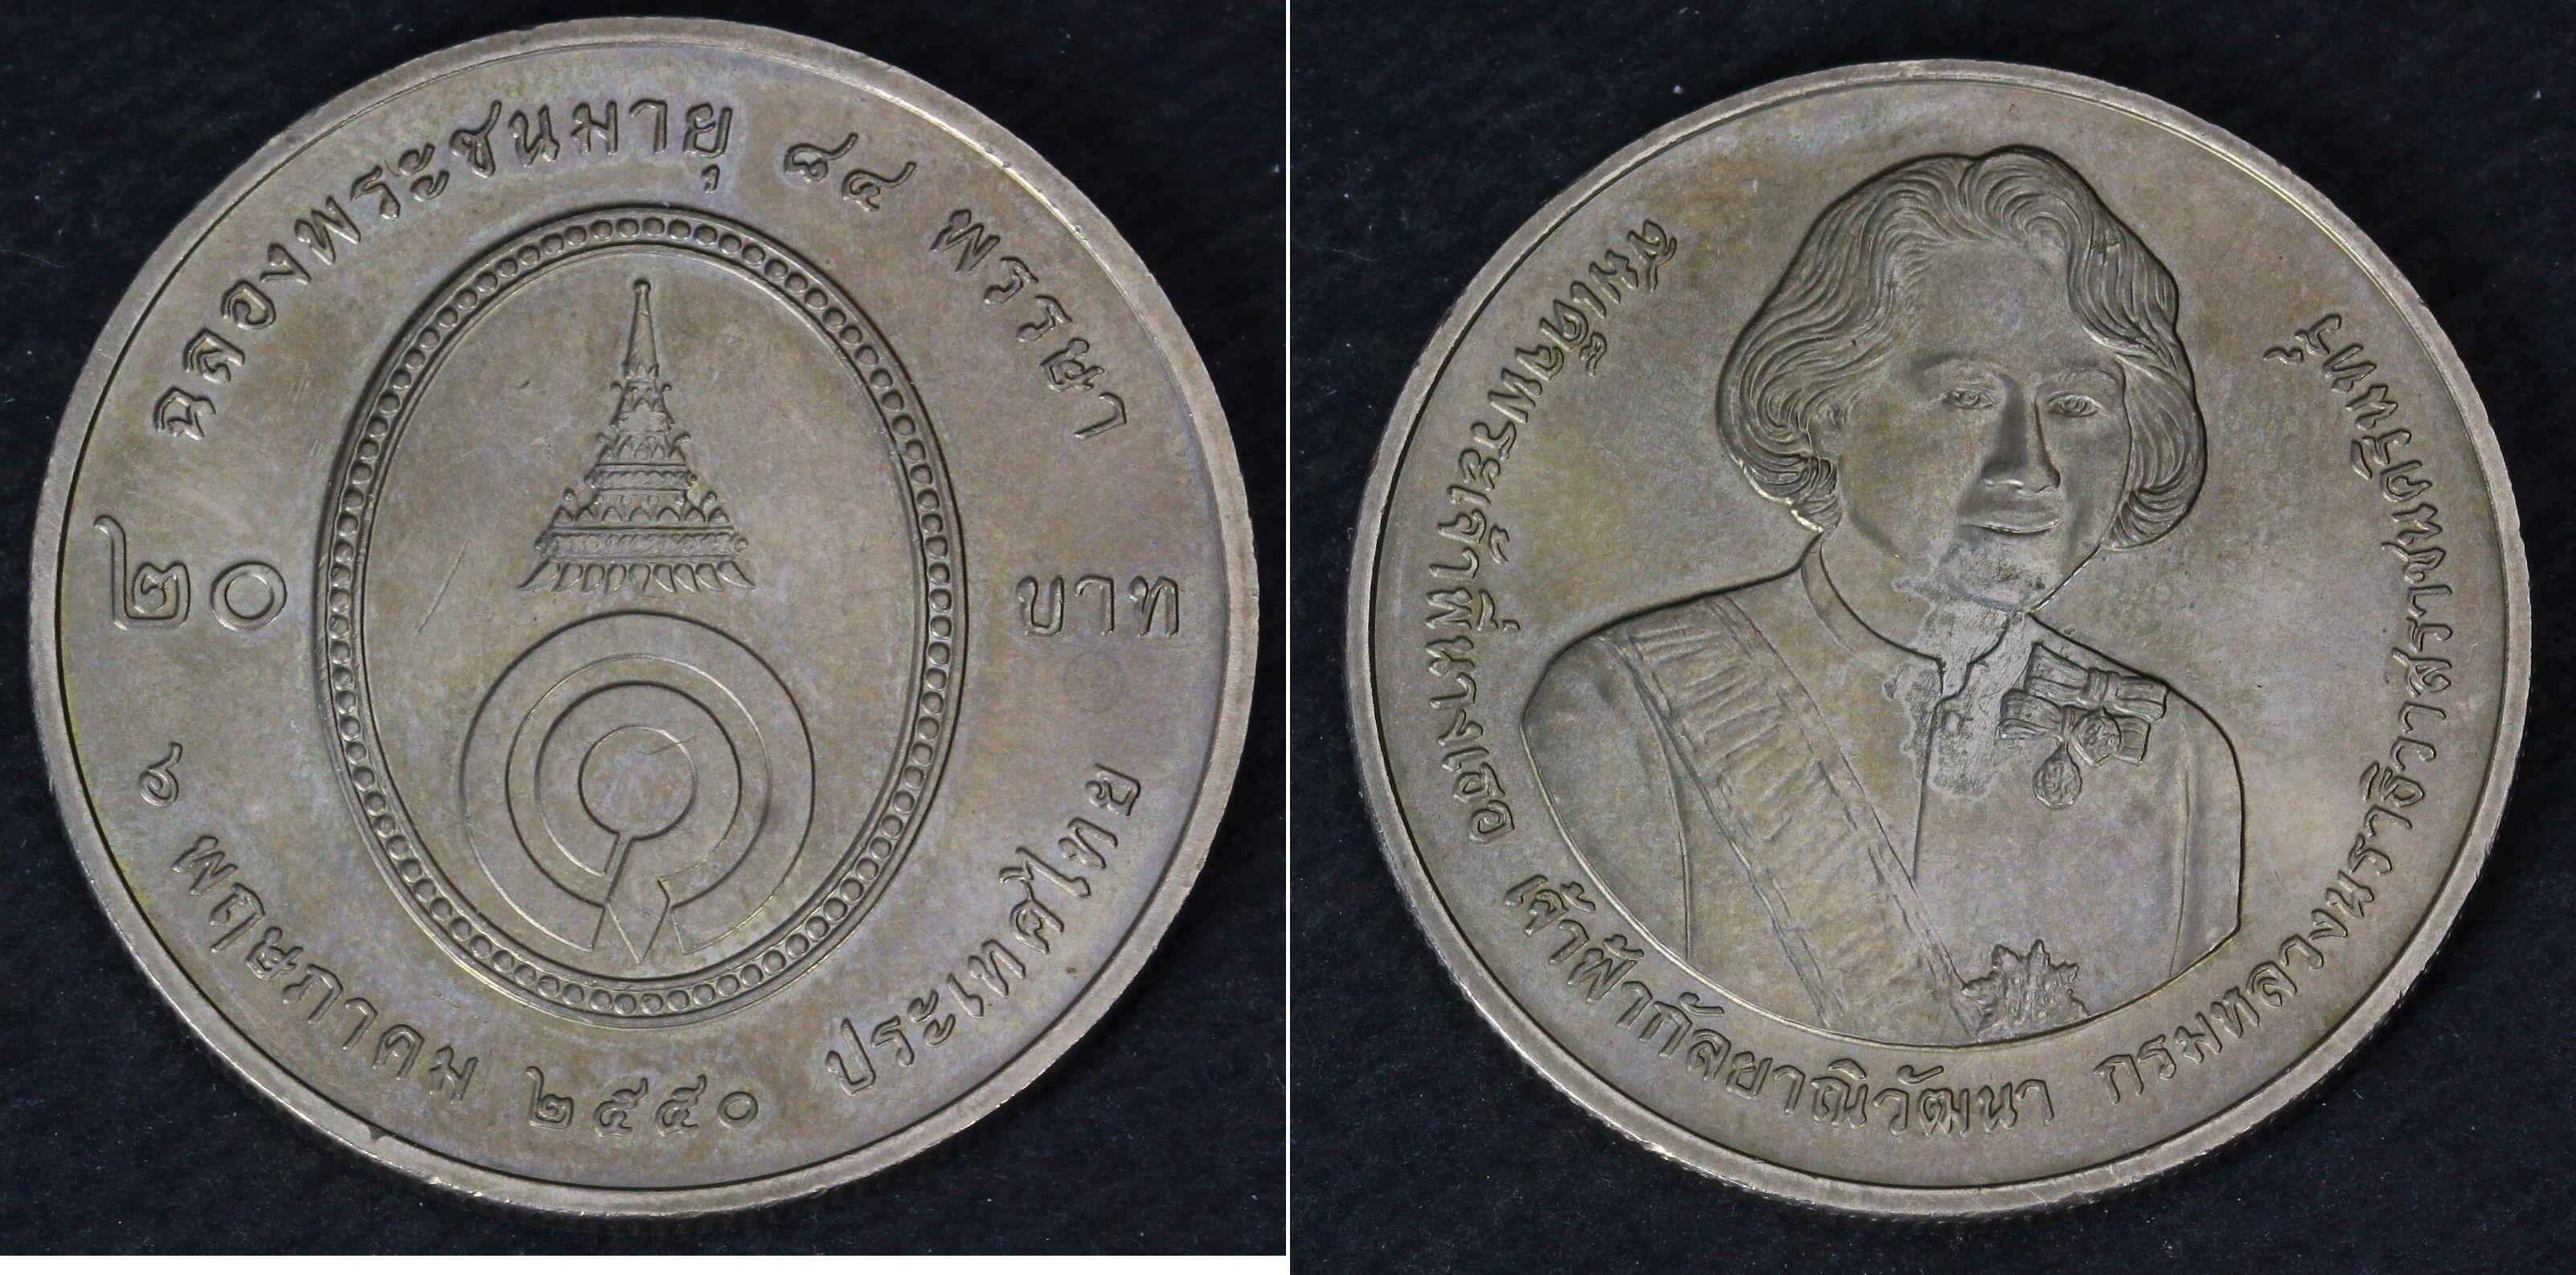 ฉลองพระชนมายุ ๘๔ พรรษา
๒๐ บาท
๖ พฤษภาคม ๒๕๕๐ ประเทศไทย
สมเด็จพระเจ้าพี่นางเธอ เจ้าฟ้ากัลยาณิวัฒนา กรมหลวงนราธิวาสราชนครินทร์